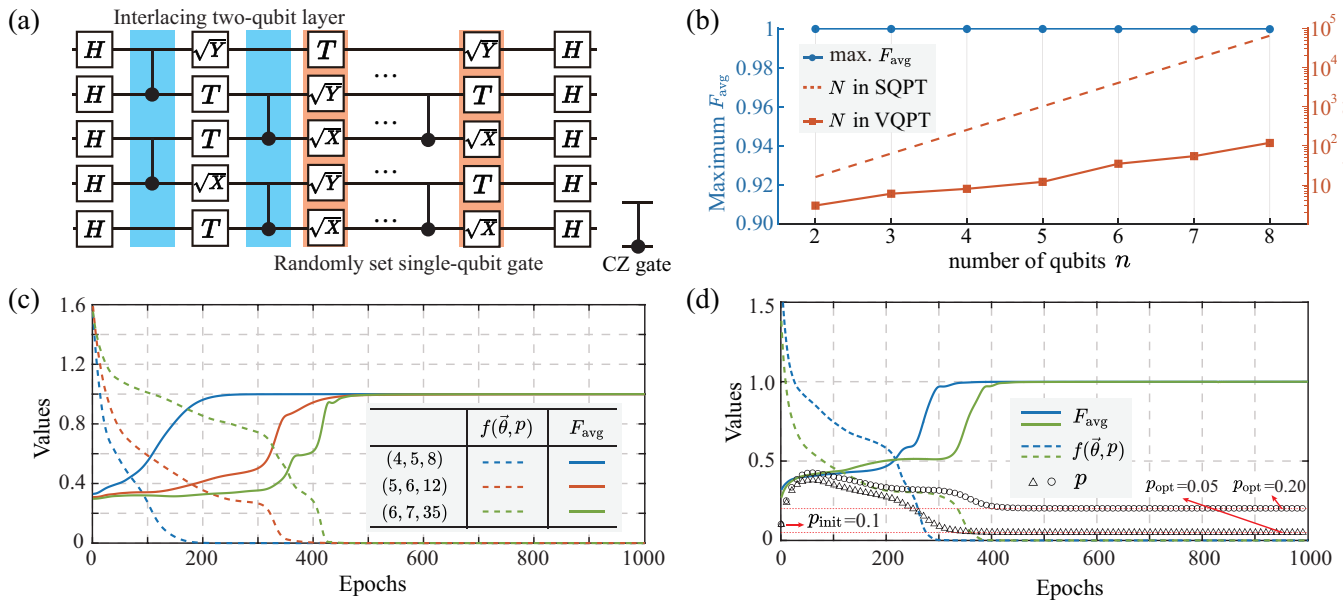 (a)
Interlacing two-qubit layer
H √Y T √Y H
... 
H T √Y T H
...
H T √X √X H
H √X √Y T H
...
H T √X √X H
Randomly set single-qubit gate
CZ gate
(b)
Maximum F_avg
1
0.98
0.96
0.94
0.92
0.90
max. F_avg
N in SQPT
N in VQPT
10^5
10^4
10^3
10^2
10
2 3 4 5 6 7 8
number of qubits n
(c)
Values
1.6
1.2
0.8
0.4
0
f(θ⃗, p) F_avg
(4, 5, 8)
(5, 6, 12)
(6, 7, 35)
0 200 400 600 800 1000
Epochs
(d)
Values
1.5
1.0
0.5
0
F_avg
f(θ⃗, p)
p
p_opt=0.05 p_opt=0.20
p_init=0.1
0 200 400 600 800 1000
Epochs